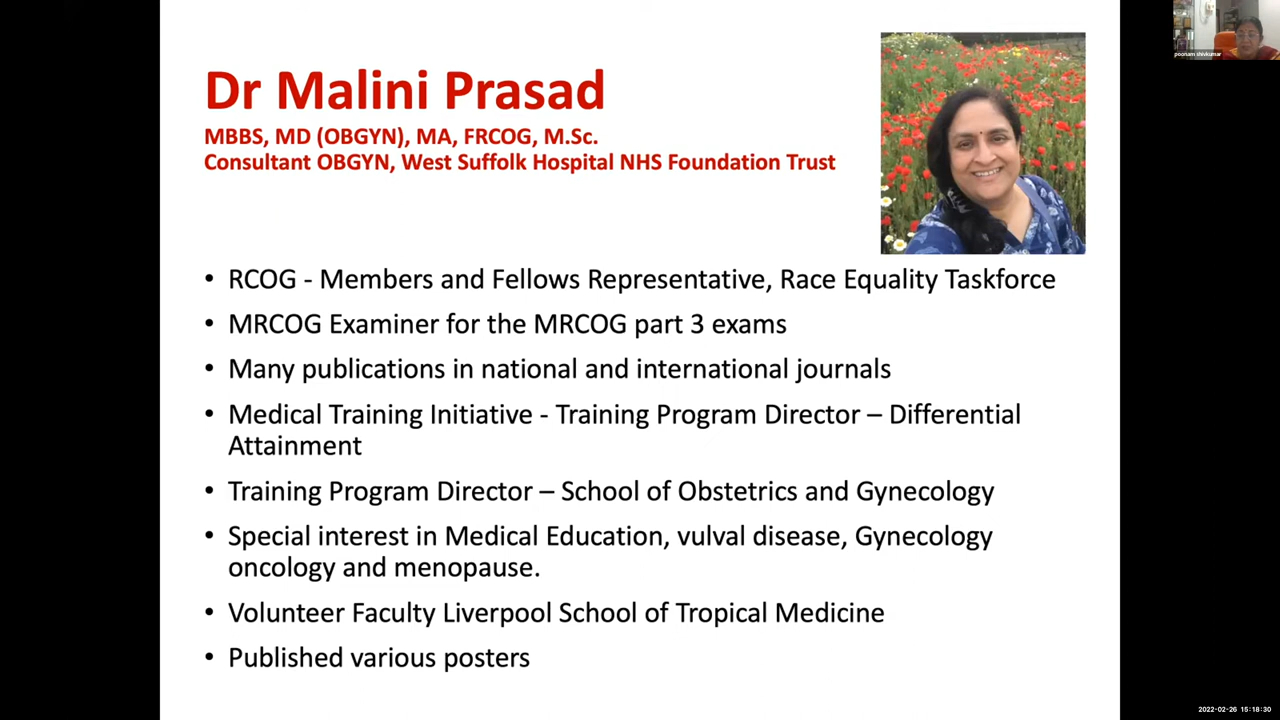 poonam shivkumar
Dr Malini Prasad
MBBS, MD (OBGYN), MA, FRCOG, M.Sc.
Consultant OBGYN, West Suffolk Hospital NHS Foundation Trust
• RCOG - Members and Fellows Representative, Race Equality Taskforce
• MRCOG Examiner for the MRCOG part 3 exams
• Many publications in national and international journals
• Medical Training Initiative - Training Program Director – Differential
Attainment
• Training Program Director – School of Obstetrics and Gynecology
• Special interest in Medical Education, vulval disease, Gynecology
oncology and menopause.
• Volunteer Faculty Liverpool School of Tropical Medicine
• Published various posters
2022-02-26 15:18:30